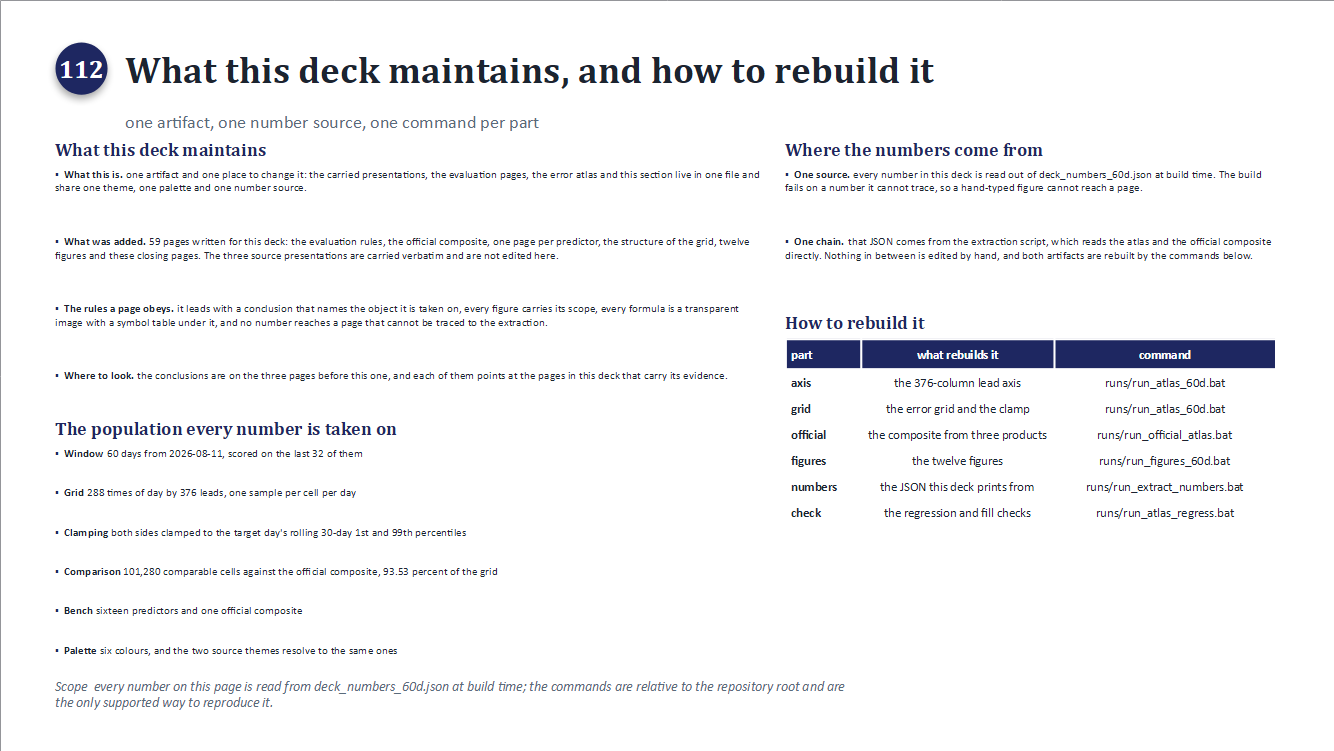 112
What this deck maintains, and how to rebuild it
one artifact, one number source, one command per part
What this deck maintains
▪ What this is. one artifact and one place to change it: the carried presentations, the evaluation pages, the error atlas and this section live in one file and
share one theme, one palette and one number source.
▪ What was added. 59 pages written for this deck: the evaluation rules, the official composite, one page per predictor, the structure of the grid, twelve
figures and these closing pages. The three source presentations are carried verbatim and are not edited here.
▪ The rules a page obeys. it leads with a conclusion that names the object it is taken on, every figure carries its scope, every formula is a transparent
image with a symbol table under it, and no number reaches a page that cannot be traced to the extraction.
▪ Where to look. the conclusions are on the three pages before this one, and each of them points at the pages in this deck that carry its evidence.
The population every number is taken on
▪ Window 60 days from 2026-08-11, scored on the last 32 of them
▪ Grid 288 times of day by 376 leads, one sample per cell per day
▪ Clamping both sides clamped to the target day's rolling 30-day 1st and 99th percentiles
▪ Comparison 101,280 comparable cells against the official composite, 93.53 percent of the grid
▪ Bench sixteen predictors and one official composite
▪ Palette six colours, and the two source themes resolve to the same ones
Where the numbers come from
▪ One source. every number in this deck is read out of deck_numbers_60d.json at build time. The build
fails on a number it cannot trace, so a hand-typed figure cannot reach a page.
▪ One chain. that JSON comes from the extraction script, which reads the atlas and the official composite
directly. Nothing in between is edited by hand, and both artifacts are rebuilt by the commands below.
How to rebuild it
part what rebuilds it command
axis the 376-column lead axis runs/run_atlas_60d.bat
grid the error grid and the clamp runs/run_atlas_60d.bat
official the composite from three products runs/run_official_atlas.bat
figures the twelve figures runs/run_figures_60d.bat
numbers the JSON this deck prints from runs/run_extract_numbers.bat
check the regression and fill checks runs/run_atlas_regress.bat
Scope every number on this page is read from deck_numbers_60d.json at build time; the commands are relative to the repository root and are
the only supported way to reproduce it.